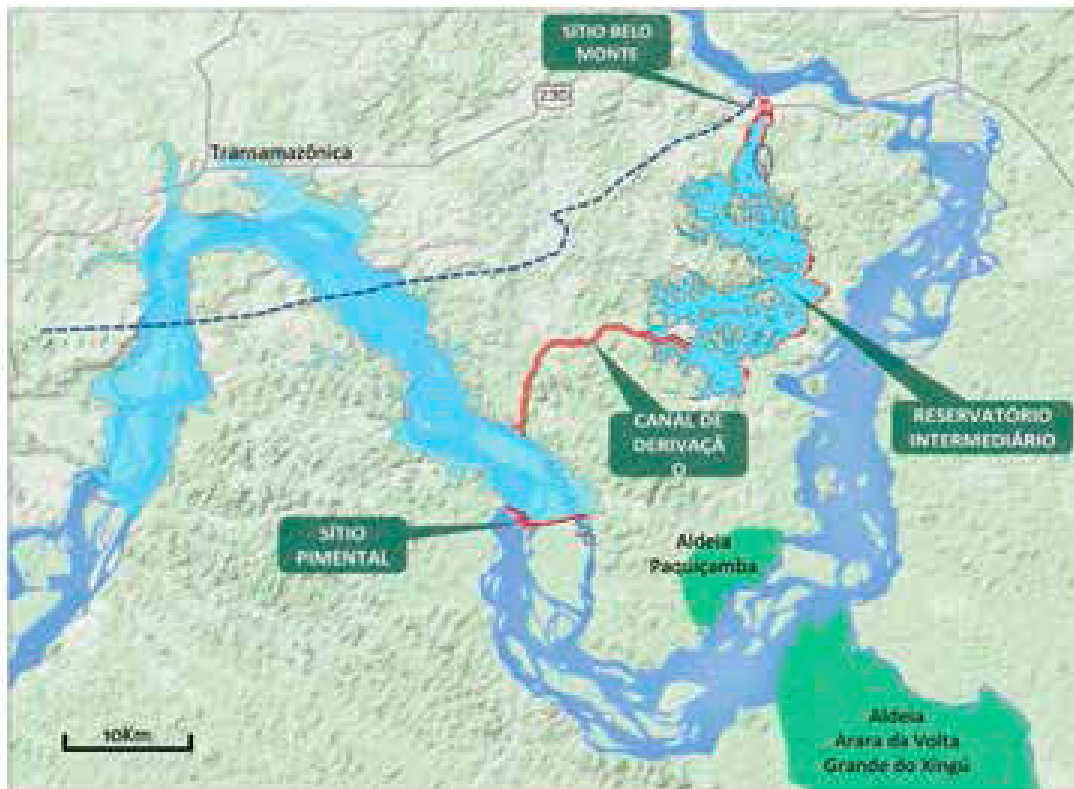 SÍTIO BELO
MONTE
230
Transamazônica
CANAL DE
DERIVAÇÃ
O
RESERVATÓRIO
INTERMEDIÁRIO
SÍTIO
PIMENTAL
Aldeia
Paquiçamba
Aldeia
Arara da Volta
Grande do Xingú
10Km